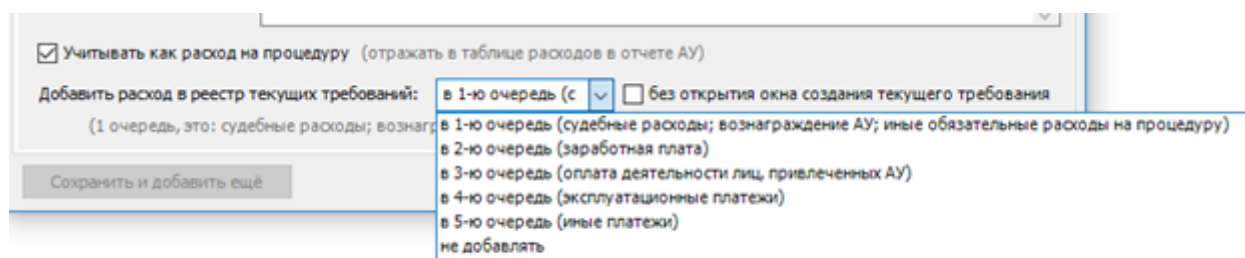 Учитывать как расход на процедуру (отражать в таблице расходов в отчете АУ)
Добавить расход в реестр текущих требований: в 1-ю очередь (с без открытия окна создания текущего требования
(1 очередь, это: судебные расходы; вознагр
в 1-ю очередь (судебные расходы; вознаграждение АУ; иные обязательные расходы на процедуру)
в 2-ю очередь (заработная плата)
в 3-ю очередь (оплата деятельности лиц, привлеченных АУ)
Сохранить и добавить ещё
в 4-ю очередь (эксплуатационные платежи)
в 5-ю очередь (иные платежи)
не добавлять